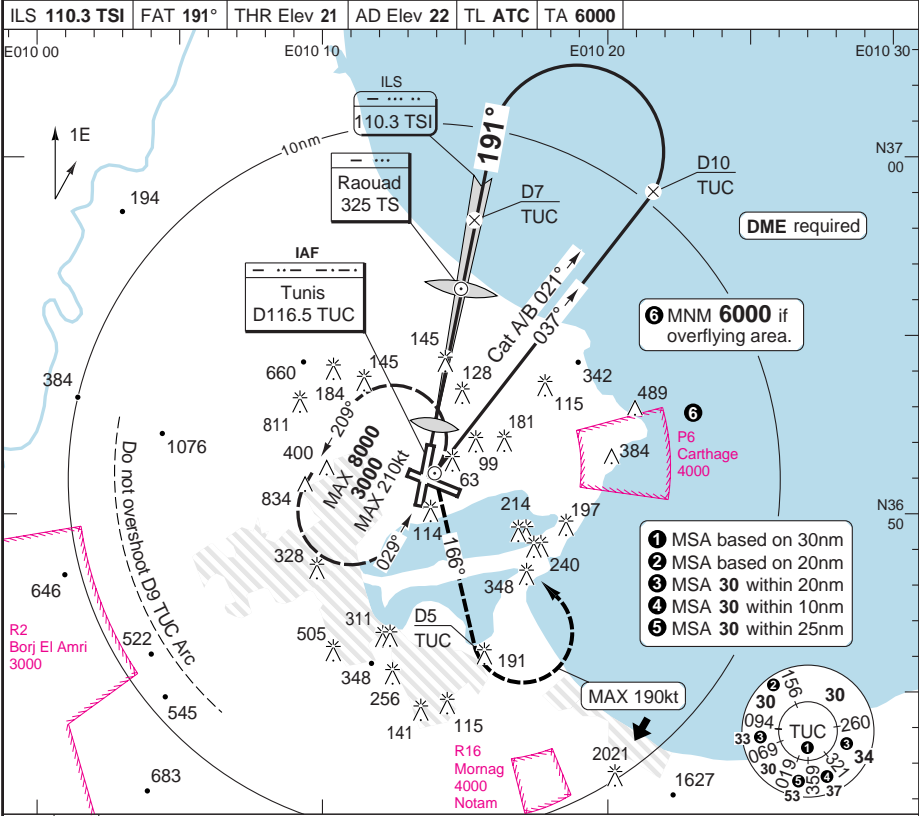 ILS 110.3 TSI FAT 191° THR Elev 21 AD Elev 22 TL ATC TA 6000
E010 00
E010 10
E010 20
E010 30
1E
10nm
ILS
110.3 TSI
191°
N37
00
D10
TUC
Raouad
325 TS
D7
TUC
194
DME required
IAF
Tunis
D116.5 TUC
Cat A/B 021°
037°
6 MNM 6000 if
overflying area.
145
660
184
145
128
342
115
384
811
489
6
209°
P6
Carthage
4000
1076
400
181
384
99
63
MAX 8000
3000
MAX 210kt
834
N36
50
Do not overshoot D9 TUC Arc
114
214
197
029°
166°
240
328
348
1 MSA based on 30nm
2 MSA based on 20nm
3 MSA 30 within 20nm
4 MSA 30 within 10nm
5 MSA 30 within 25nm
646
R2
Borj El Amri
3000
D5
TUC
311
522
505
191
348
256
MAX 190kt
545
141
115
2
156
30
30
094
TUC
260
33
3
1
3
069
34
30
019
359
321
5
4
53
37
R16
Mornag
4000
Notam
2021
683
1627